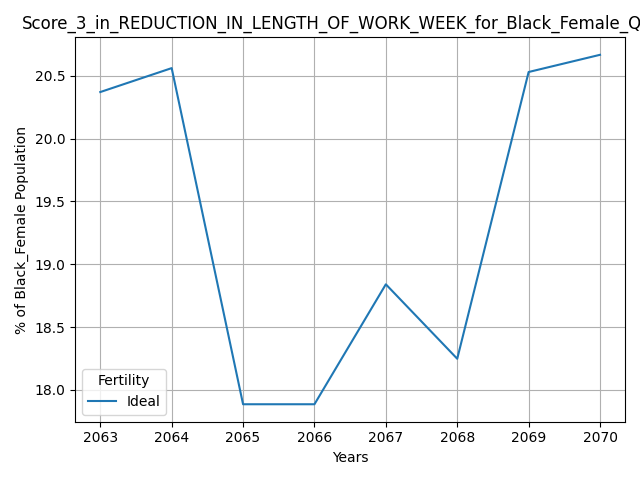 Score_3_in_REDUCTION_IN_LENGTH_OF_WORK_WEEK_for_Black_Female_Q
% of Black_Female Population
20.5
20.0
19.5
19.0
18.5
18.0
Fertility
Ideal
2063 2064 2065 2066 2067 2068 2069 2070
Years